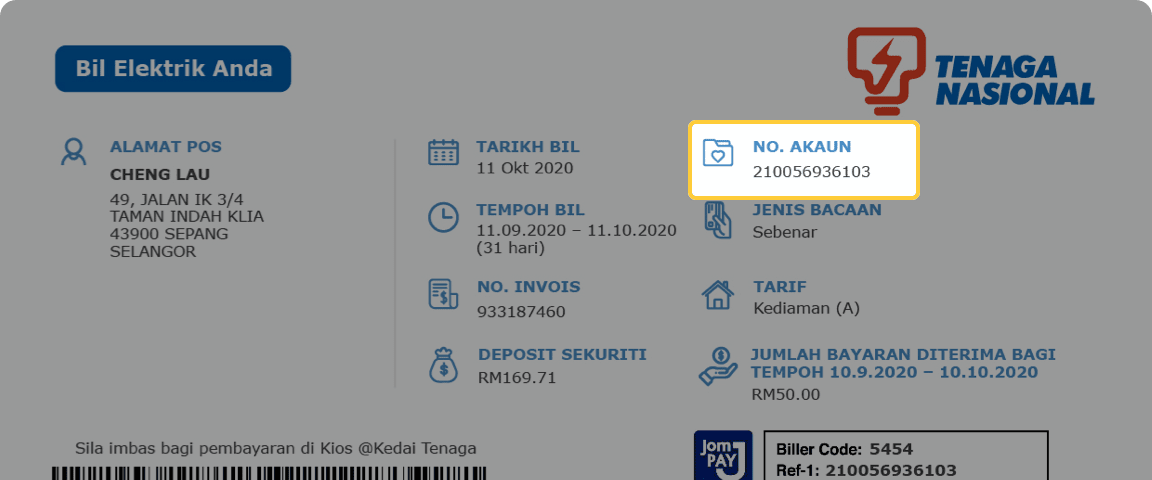 Bil Elektrik Anda
TENAGA
NASIONAL
ALAMAT POS
CHENG LAU
49, JALAN IK 3/4
TAMAN INDAH KLIA
43900 SEPANG
SELANGOR
TARIKH BIL
11 Okt 2020
TEMPOH BIL
11.09.2020 – 11.10.2020
(31 hari)
NO. INVOIS
933187460
DEPOSIT SEKURITI
RM169.71
NO. AKAUN
210056936103
JENIS BACAAN
Sebenar
TARIF
Kediaman (A)
JUMLAH BAYARAN DITERIMA BAGI
TEMPOH 10.9.2020 – 10.10.2020
RM50.00
Sila imbas bagi pembayaran di Kios @Kedai Tenaga
Jom
PAY
Biller Code: 5454
Ref-1: 210056936103